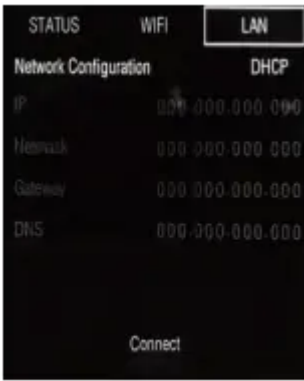 STATUS WIFI LAN
Network Configuration DHCP
IP 000.000.000.000
Netmask 000.000.000.000
Gateway 000.000.000.000
DNS 000.000.000.000
Connect